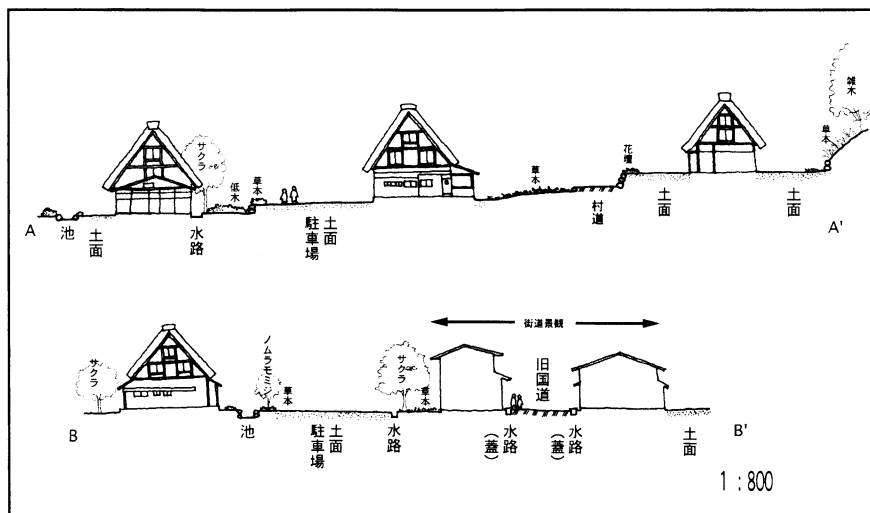 サクラ
低木
草本
草本
花壇
草本
雑木
A
池
土面
水路
駐車場
土面
村道
土面
土面
A'
街道景観
サクラ
ノムラモミジ
草本
サクラ
草本
旧国道
B
池
駐車場
土面
水路
水路
(蓋)
水路
(蓋)
土面
B'
1:800